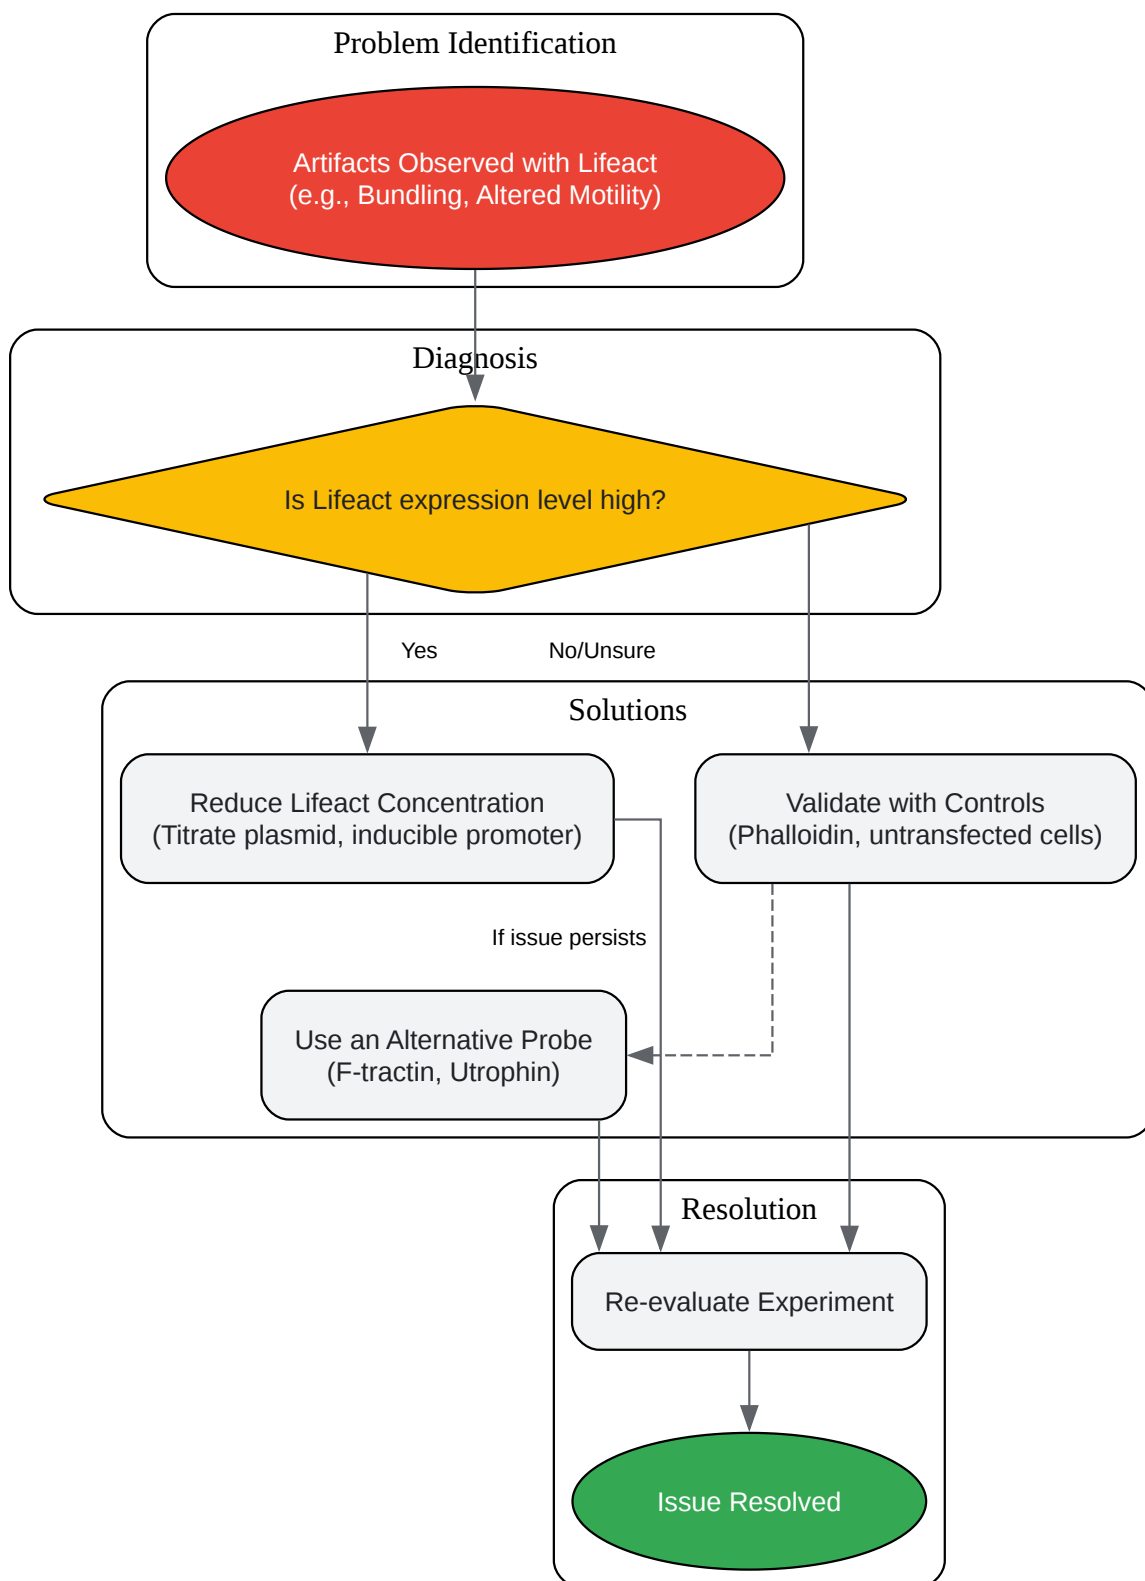 Problem Identification
Artifacts Observed with Lifeact
(e.g., Bundling, Altered Motility)
Diagnosis
Is Lifeact expression level high?
Yes
No/Unsure
Solutions
Reduce Lifeact Concentration
(Titrate plasmid, inducible promoter)
Validate with Controls
(Phalloidin, untransfected cells)
If issue persists
Use an Alternative Probe
(F-tractin, Utrophin)
Resolution
Re-evaluate Experiment
Issue Resolved